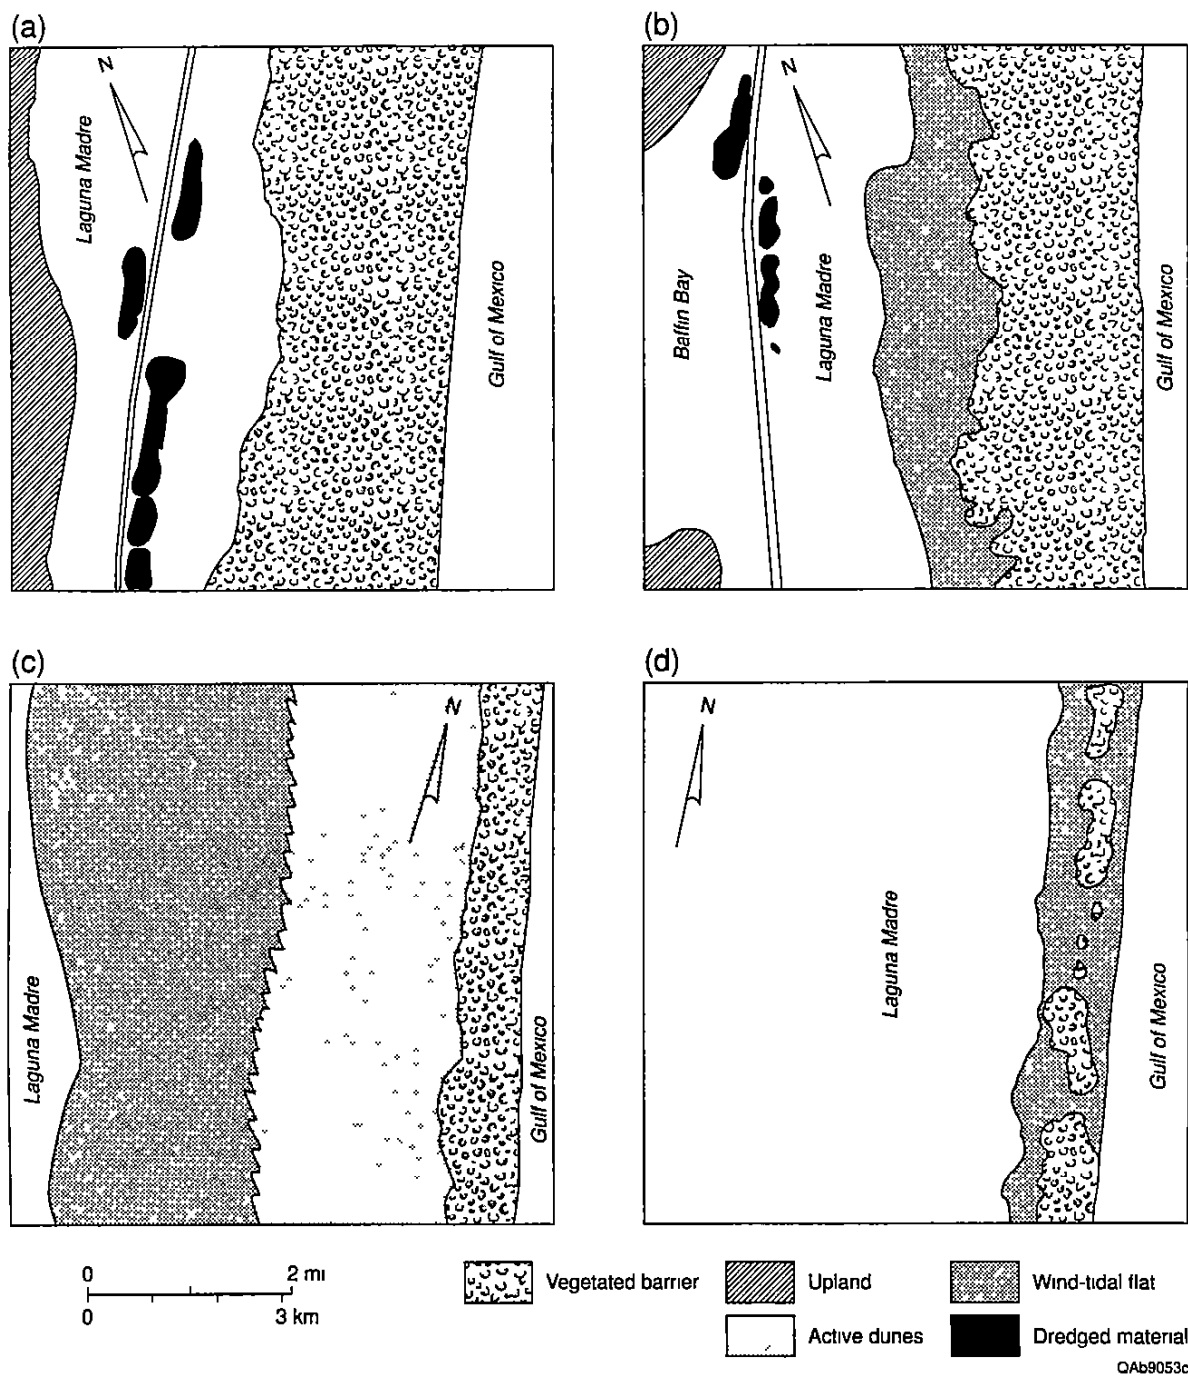 (a)
N
Laguna Madre
Gulf of Mexico
(b)
N
Baffin Bay
Laguna Madre
Gulf of Mexico
(c)
N
Laguna Madre
Gulf of Mexico
(d)
N
Laguna Madre
Gulf of Mexico
0 2 mi
0 3 km
Vegetated barrier
Upland
Wind-tidal flat
Active dunes
Dredged material
QAb9053c